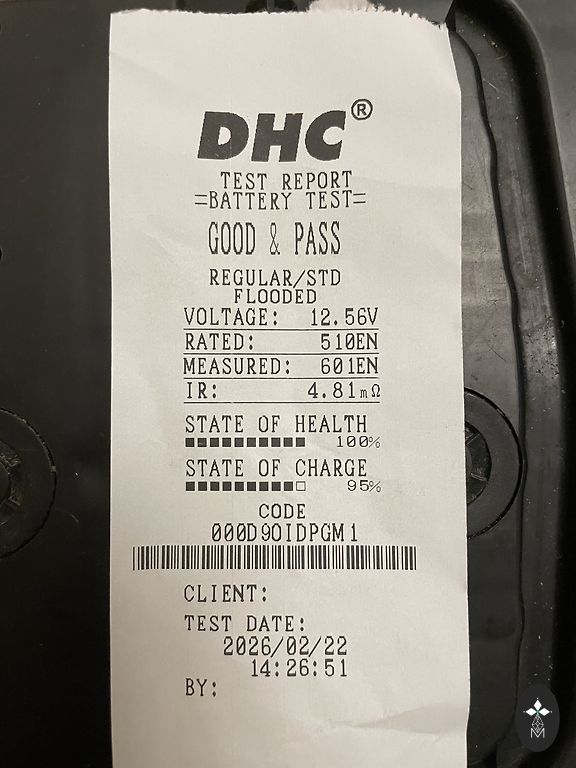 DHC®
TEST REPORT
=BATTERY TEST=
GOOD & PASS
REGULAR/STD
FLOODED
VOLTAGE: 12.56V
RATED: 510EN
MEASURED: 601EN
IR: 4.81mΩ
STATE OF HEALTH
100%
STATE OF CHARGE
95%
CODE
000D90IDPGM1
CLIENT:
TEST DATE:
2026/02/22
14:26:51
BY: